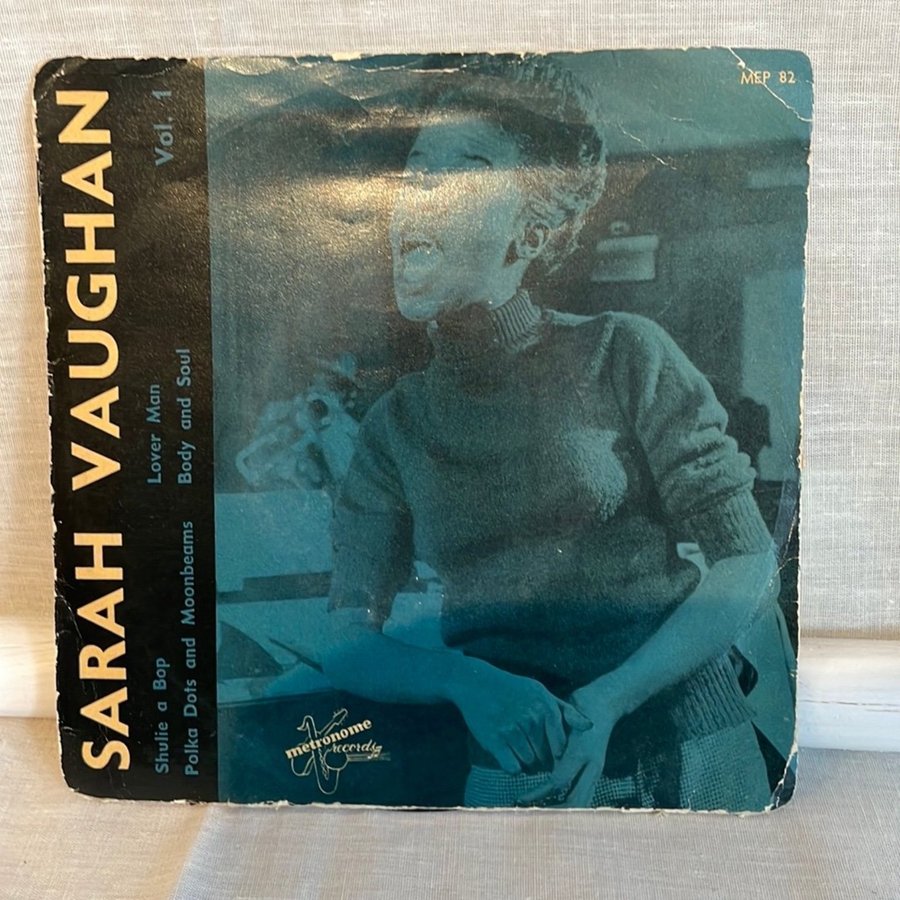 SARAH VAUGHAN
Vol. 1
Shulie a Bop
Lover Man
Polka Dots and Moonbeams
Body and Soul
MEP 82
metronome
records